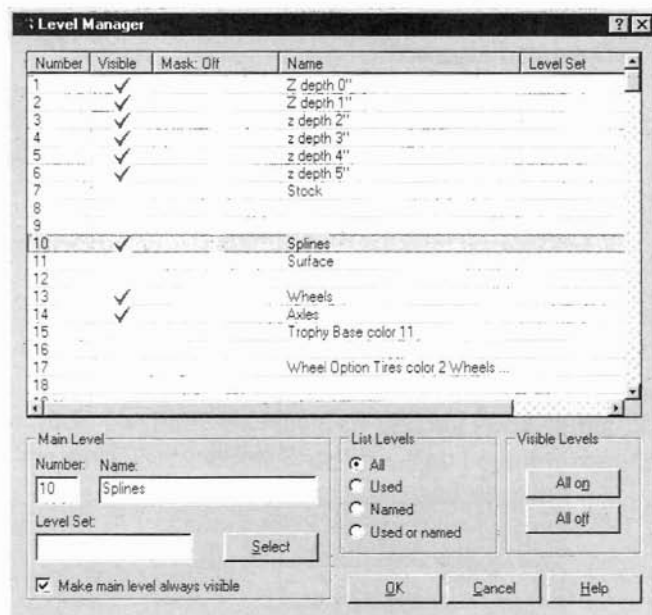 Level Manager
Number Visible Mask: Off Name Level Set
1 Z depth 0"
2 Z depth 1"
3 z depth 2"
4 z depth 3"
5 z depth 4"
6 z depth 5"
7 Stock
8
9
10 Splines
11 Surface
12
13 Wheels
14 Axles
15 Trophy Base color 11
16
17 Wheel Option Tires color 2 Wheels ...
18
Main Level
Number: Name:
10 Splines
Level Set:
Select
Make main level always visible
List Levels
All
Used
Named
Used or named
Visible Levels
All on
All off
OK Cancel Help